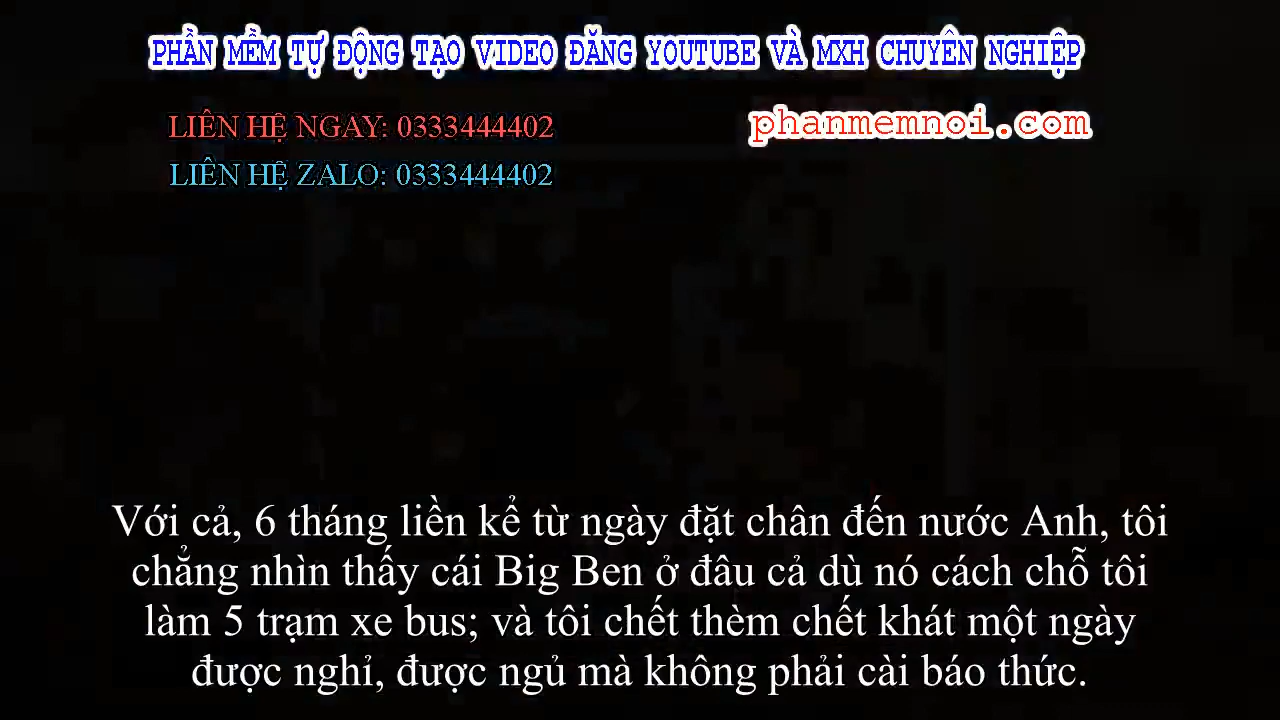 PHẦN MỀM TỰ ĐỘNG TẠO VIDEO ĐĂNG YOUTUBE VÀ MXH CHUYÊN NGHIỆP
LIÊN HỆ NGAY: 0333444402
phanmemnoi.com
LIÊN HỆ ZALO: 0333444402
Với cả, 6 tháng liền kể từ ngày đặt chân đến nước Anh, tôi
chẳng nhìn thấy cái Big Ben ở đâu cả dù nó cách chỗ tôi
làm 5 trạm xe bus; và tôi chết thèm chết khát một ngày
được nghỉ, được ngủ mà không phải cài báo thức.